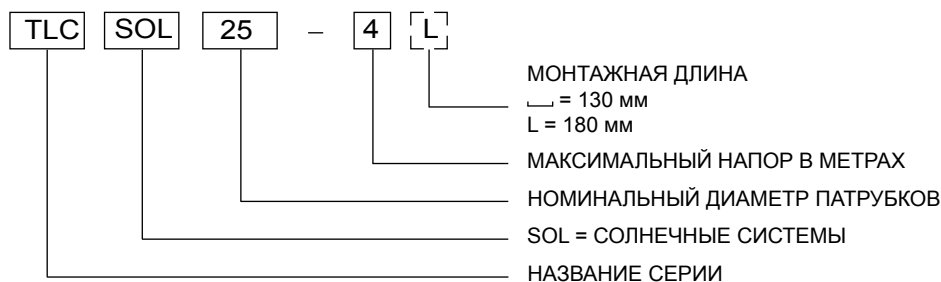 TLC SOL 25 – 4 L
МОНТАЖНАЯ ДЛИНА
⎵ = 130 мм
L = 180 мм
МАКСИМАЛЬНЫЙ НАПОР В МЕТРАХ
НОМИНАЛЬНЫЙ ДИАМЕТР ПАТРУБКОВ
SOL = СОЛНЕЧНЫЕ СИСТЕМЫ
НАЗВАНИЕ СЕРИИ